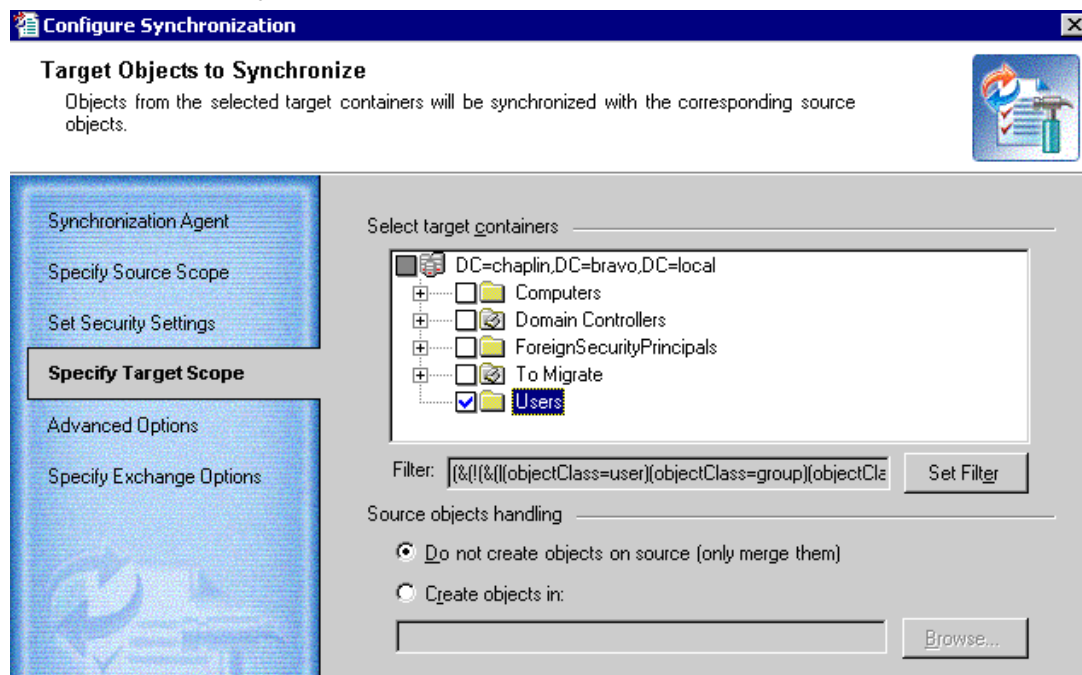 Configure Synchronization
Target Objects to Synchronize
Objects from the selected target containers will be synchronized with the corresponding source
objects.
Synchronization Agent
Specify Source Scope
Set Security Settings
Specify Target Scope
Advanced Options
Specify Exchange Options
Select target containers
DC=chaplin,DC=bravo,DC=local
Computers
Domain Controllers
ForeignSecurityPrincipals
To Migrate
Users
Filter: (&(!(&(|(objectClass=user)(objectClass=group)(objectCla
Set Filter
Source objects handling
Do not create objects on source (only merge them)
Create objects in:
Browse...